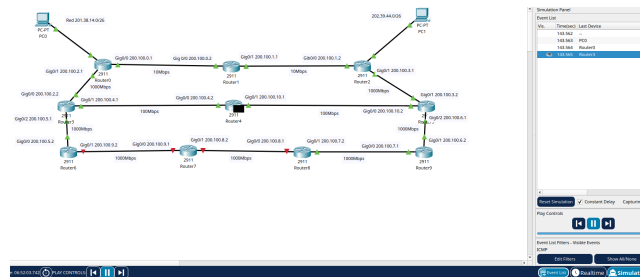 Simulation Panel
Event List
Vis. Time(sec) Last Device
143.562 --
143.563 PC0
143.564 Router0
143.565 Router3
Red 201.38.14.0/26
202.39.44.0/26
PC-PT
PC0
PC-PT
PC1
Gig0/0 200.100.0.1
Gig 0/0 200.100.0.2
Gig0/1 200.100.1.1
Gig0/0 200.100.1.2
10Mbps
10Mbps
2911
Router0
2911
Router1
2911
Router2
Gig0/1 200.100.2.1
1000Mbps
Gig0/1 200.100.3.1
1000Mbps
Gig0/0 200.100.2.2
Gig0/1 200.100.4.1
Gig0/0 200.100.4.2
Gig0/1 200.100.10.1
Gig0/1 200.100.3.2
100Mbps
100Mbps
Gig0/0 200.100.10.2
Gig0/2 200.100.5.1
Gig0/2 200.100.6.1
2911
Router4
1000Mbps
1000Mbps
Gig0/0 200.100.5.2
Gig0/1 200.100.9.2
Gig0/0 200.100.9.1
Gig0/1 200.100.8.2
Gig0/0 200.100.8.1
Gig0/1 200.100.7.2
Gig0/0 200.100.7.1
Gig0/1 200.100.6.2
1000Mbps
1000Mbps
1000Mbps
2911
Router6
2911
Router7
2911
Router8
2911
Router9
Reset Simulation
Constant Delay
Play Controls
Event List Filters - Visible Events
ICMP
Edit Filters
Show All/None
06:52:03.742
PLAY CONTROLS:
Event List
Realtime